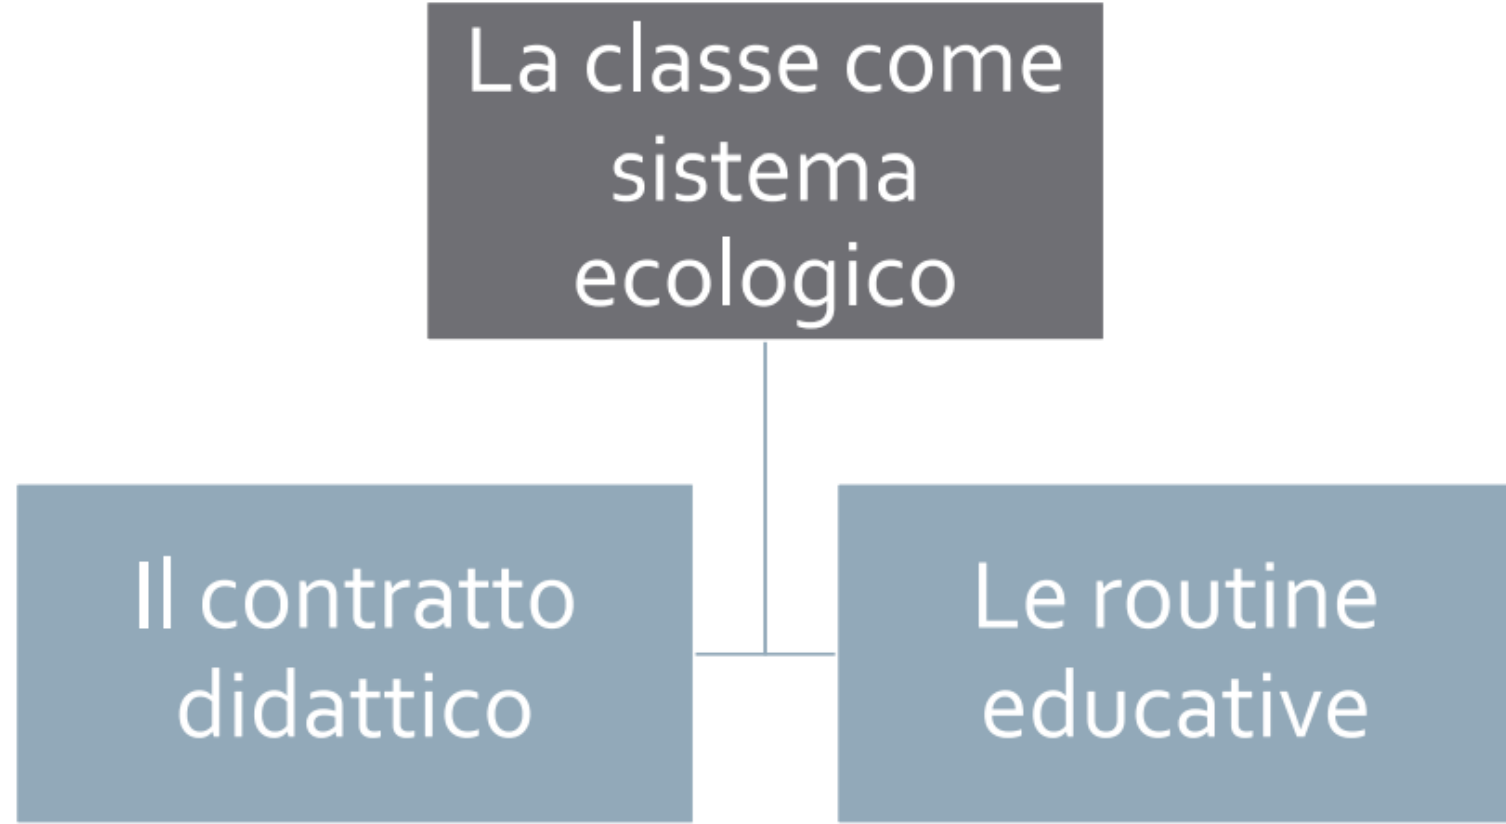 La classe come
sistema
ecologico
Il contratto
didattico
Le routine
educative